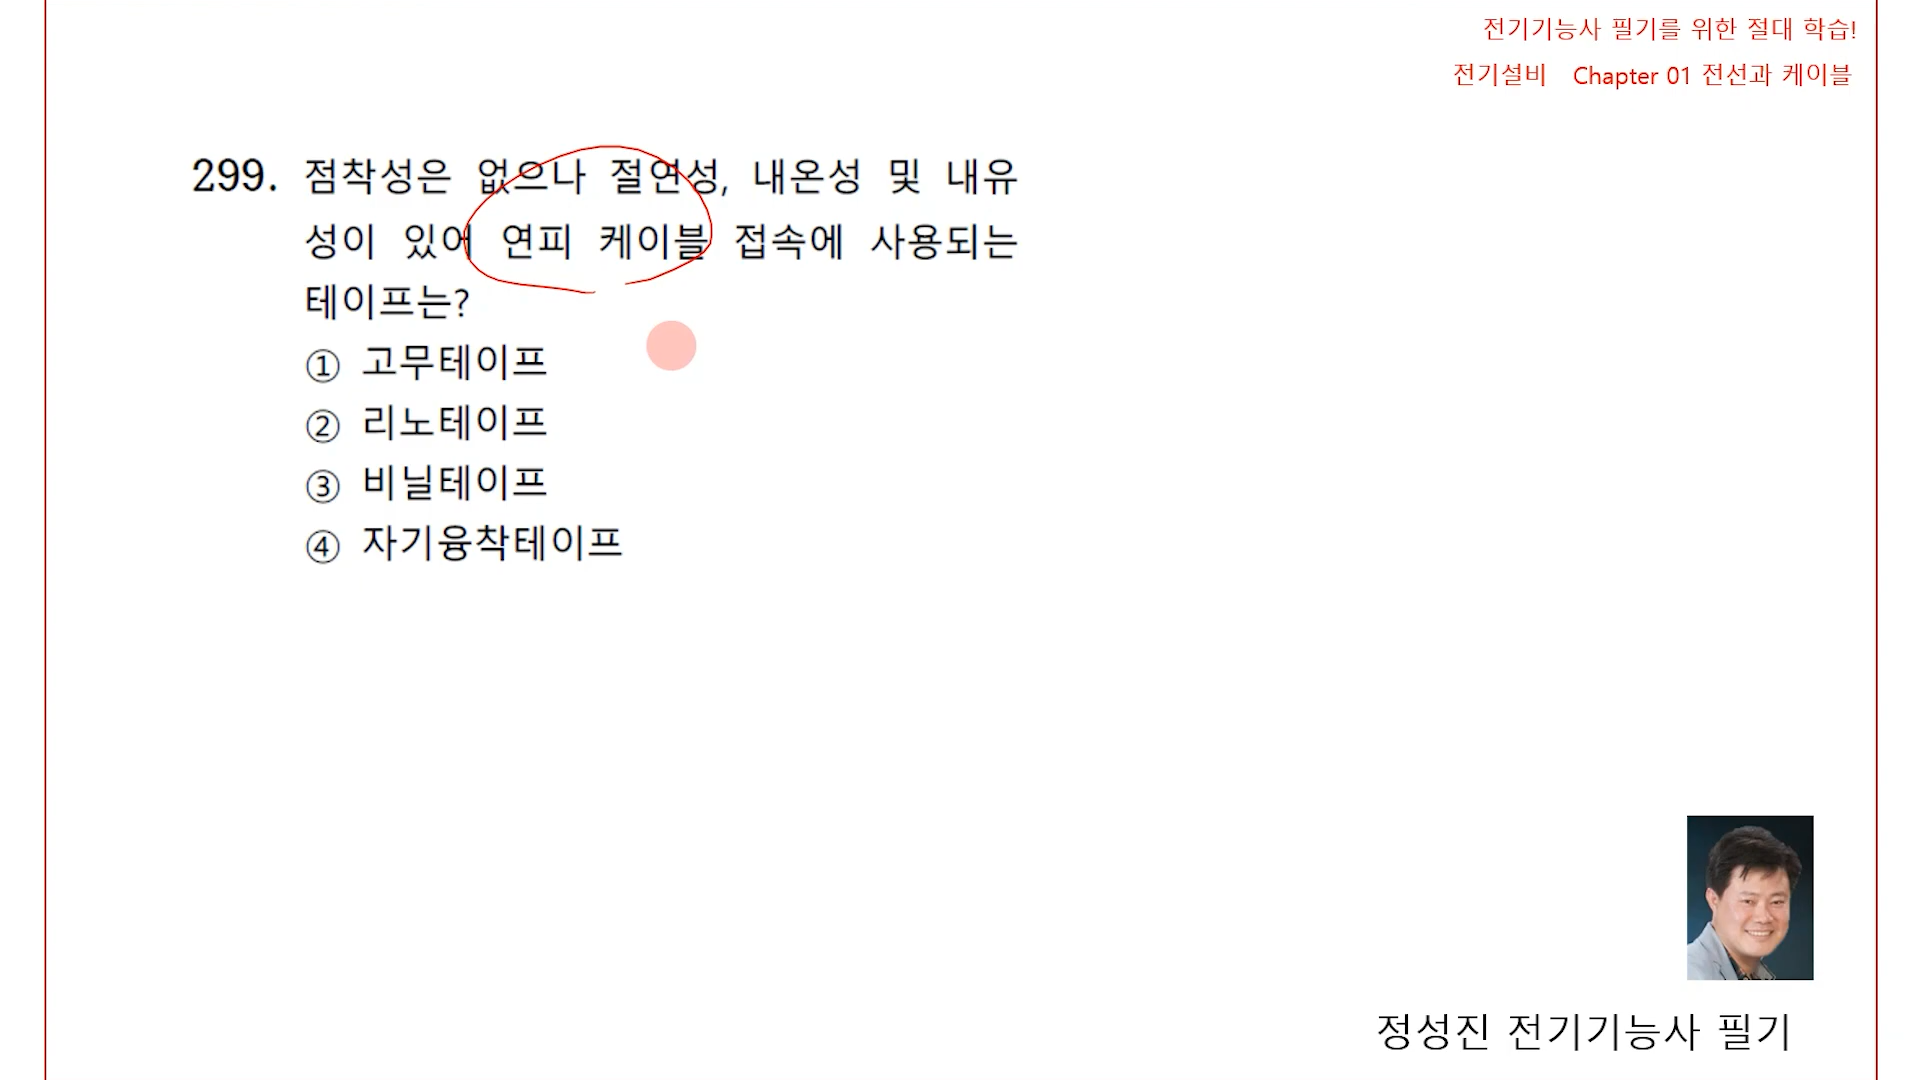 전기기능사 필기를 위한 절대 학습!
전기설비 Chapter 01 전선과 케이블
299. 점착성은 없으나 절연성, 내온성 및 내유
성이 있어 연피 케이블 접속에 사용되는
테이프는?
① 고무테이프
② 리노테이프
③ 비닐테이프
④ 자기융착테이프
정성진 전기기능사 필기